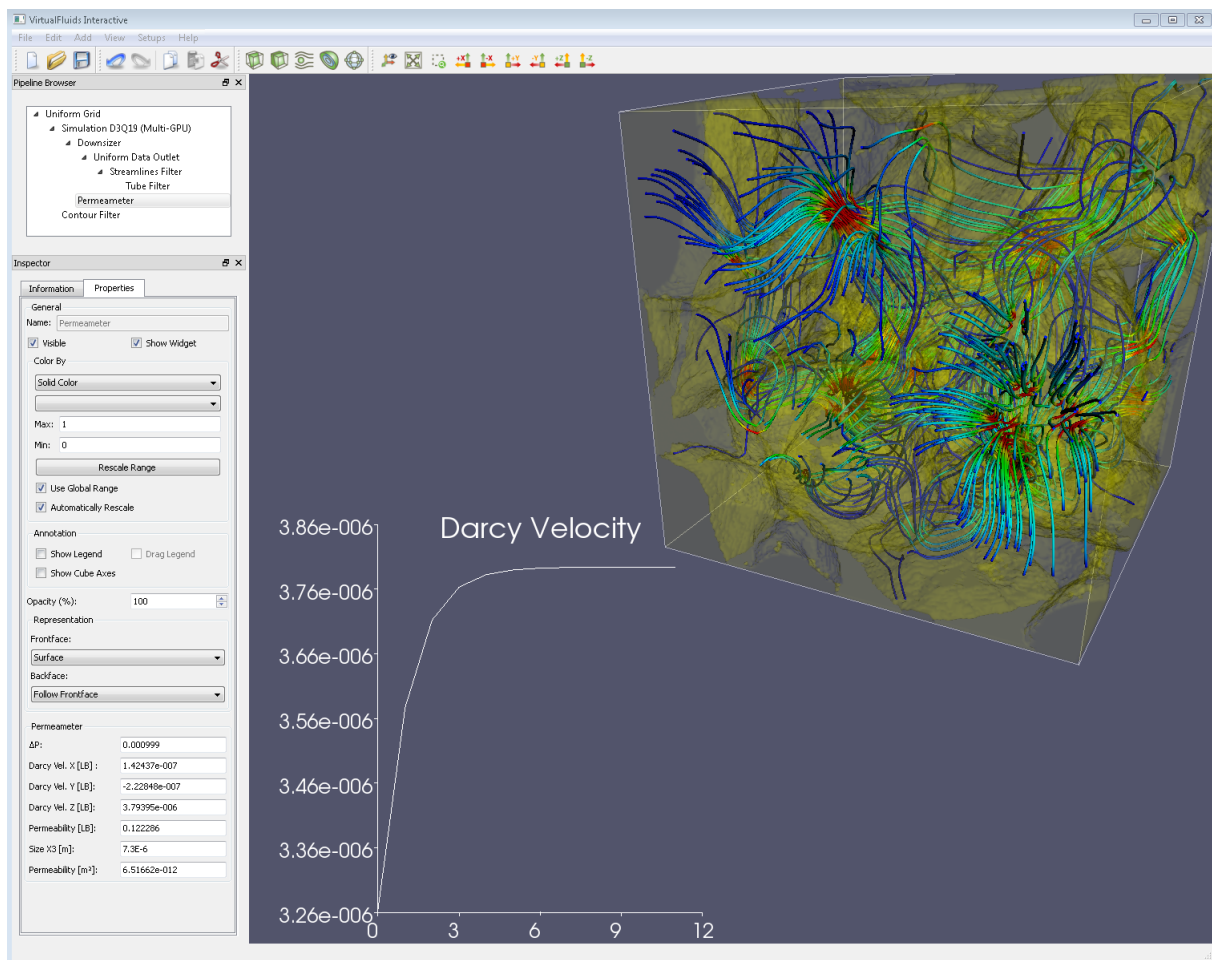 VirtualFluids Interactive
File Edit Add View Setups Help
+X -X +Y -Y +Z -Z
Pipeline Browser
Uniform Grid
Simulation D3Q19 (Multi-GPU)
Downsizer
Uniform Data Outlet
Streamlines Filter
Tube Filter
Permeameter
Contour Filter
Inspector
Information Properties
General
Name: Permeameter
Visible Show Widget
Color By
Solid Color
Max: 1
Min: 0
Rescale Range
Use Global Range
Automatically Rescale
Annotation
Show Legend Drag Legend
Show Cube Axes
Opacity (%): 100
Representation
Frontface:
Surface
Backface:
Follow Frontface
Permeameter
ΔP: 0.000999
Darcy Vel. X [LB] : 1.42437e-007
Darcy Vel. Y [LB]: -2.22848e-007
Darcy Vel. Z [LB]: 3.79395e-006
Permeability [LB]: 0.122286
Size X3 [m]: 7.3E-6
Permeability [m²]: 6.51662e-012
Darcy Velocity
3.86e-006
3.76e-006
3.66e-006
3.56e-006
3.46e-006
3.36e-006
3.26e-006
0 3 6 9 12